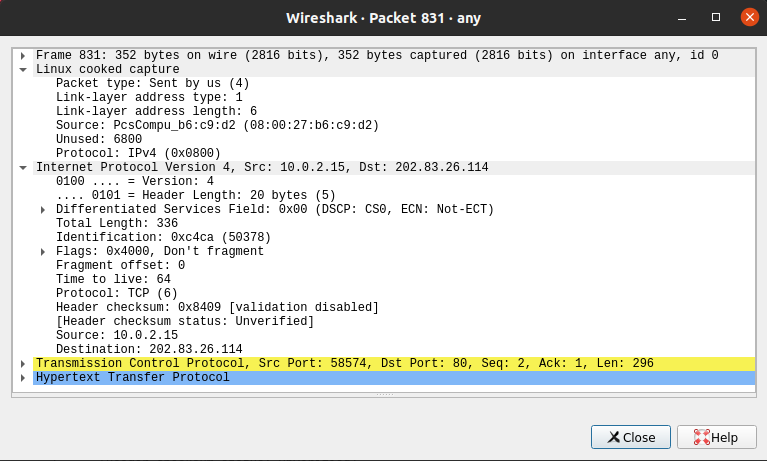 Wireshark · Packet 831 · any
Frame 831: 352 bytes on wire (2816 bits), 352 bytes captured (2816 bits) on interface any, id 0
Linux cooked capture
Packet type: Sent by us (4)
Link-layer address type: 1
Link-layer address length: 6
Source: PcsCompu_b6:c9:d2 (08:00:27:b6:c9:d2)
Unused: 6800
Protocol: IPv4 (0x0800)
Internet Protocol Version 4, Src: 10.0.2.15, Dst: 202.83.26.114
0100 .... = Version: 4
.... 0101 = Header Length: 20 bytes (5)
Differentiated Services Field: 0x00 (DSCP: CS0, ECN: Not-ECT)
Total Length: 336
Identification: 0xc4ca (50378)
Flags: 0x4000, Don't fragment
Fragment offset: 0
Time to live: 64
Protocol: TCP (6)
Header checksum: 0x8409 [validation disabled]
[Header checksum status: Unverified]
Source: 10.0.2.15
Destination: 202.83.26.114
Transmission Control Protocol, Src Port: 58574, Dst Port: 80, Seq: 2, Ack: 1, Len: 296
Hypertext Transfer Protocol
Close Help